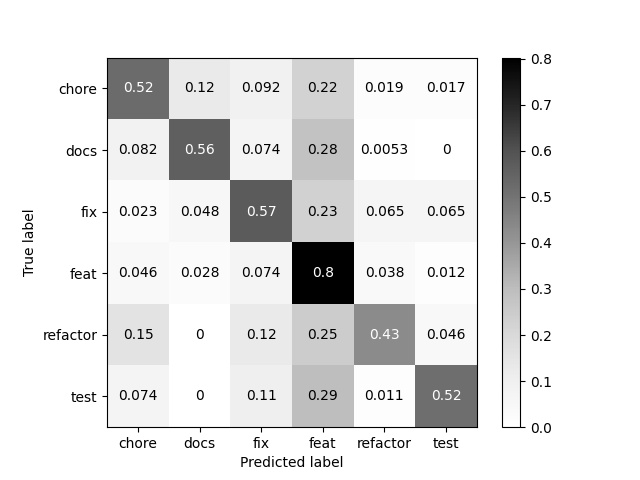 chore 0.52 0.12 0.092 0.22 0.019 0.017
docs 0.082 0.56 0.074 0.28 0.0053 0
fix 0.023 0.048 0.57 0.23 0.065 0.065
feat 0.046 0.028 0.074 0.8 0.038 0.012
refactor 0.15 0 0.12 0.25 0.43 0.046
test 0.074 0 0.11 0.29 0.011 0.52
chore docs fix feat refactor test
Predicted label
True label
0.8
0.7
0.6
0.5
0.4
0.3
0.2
0.1
0.0